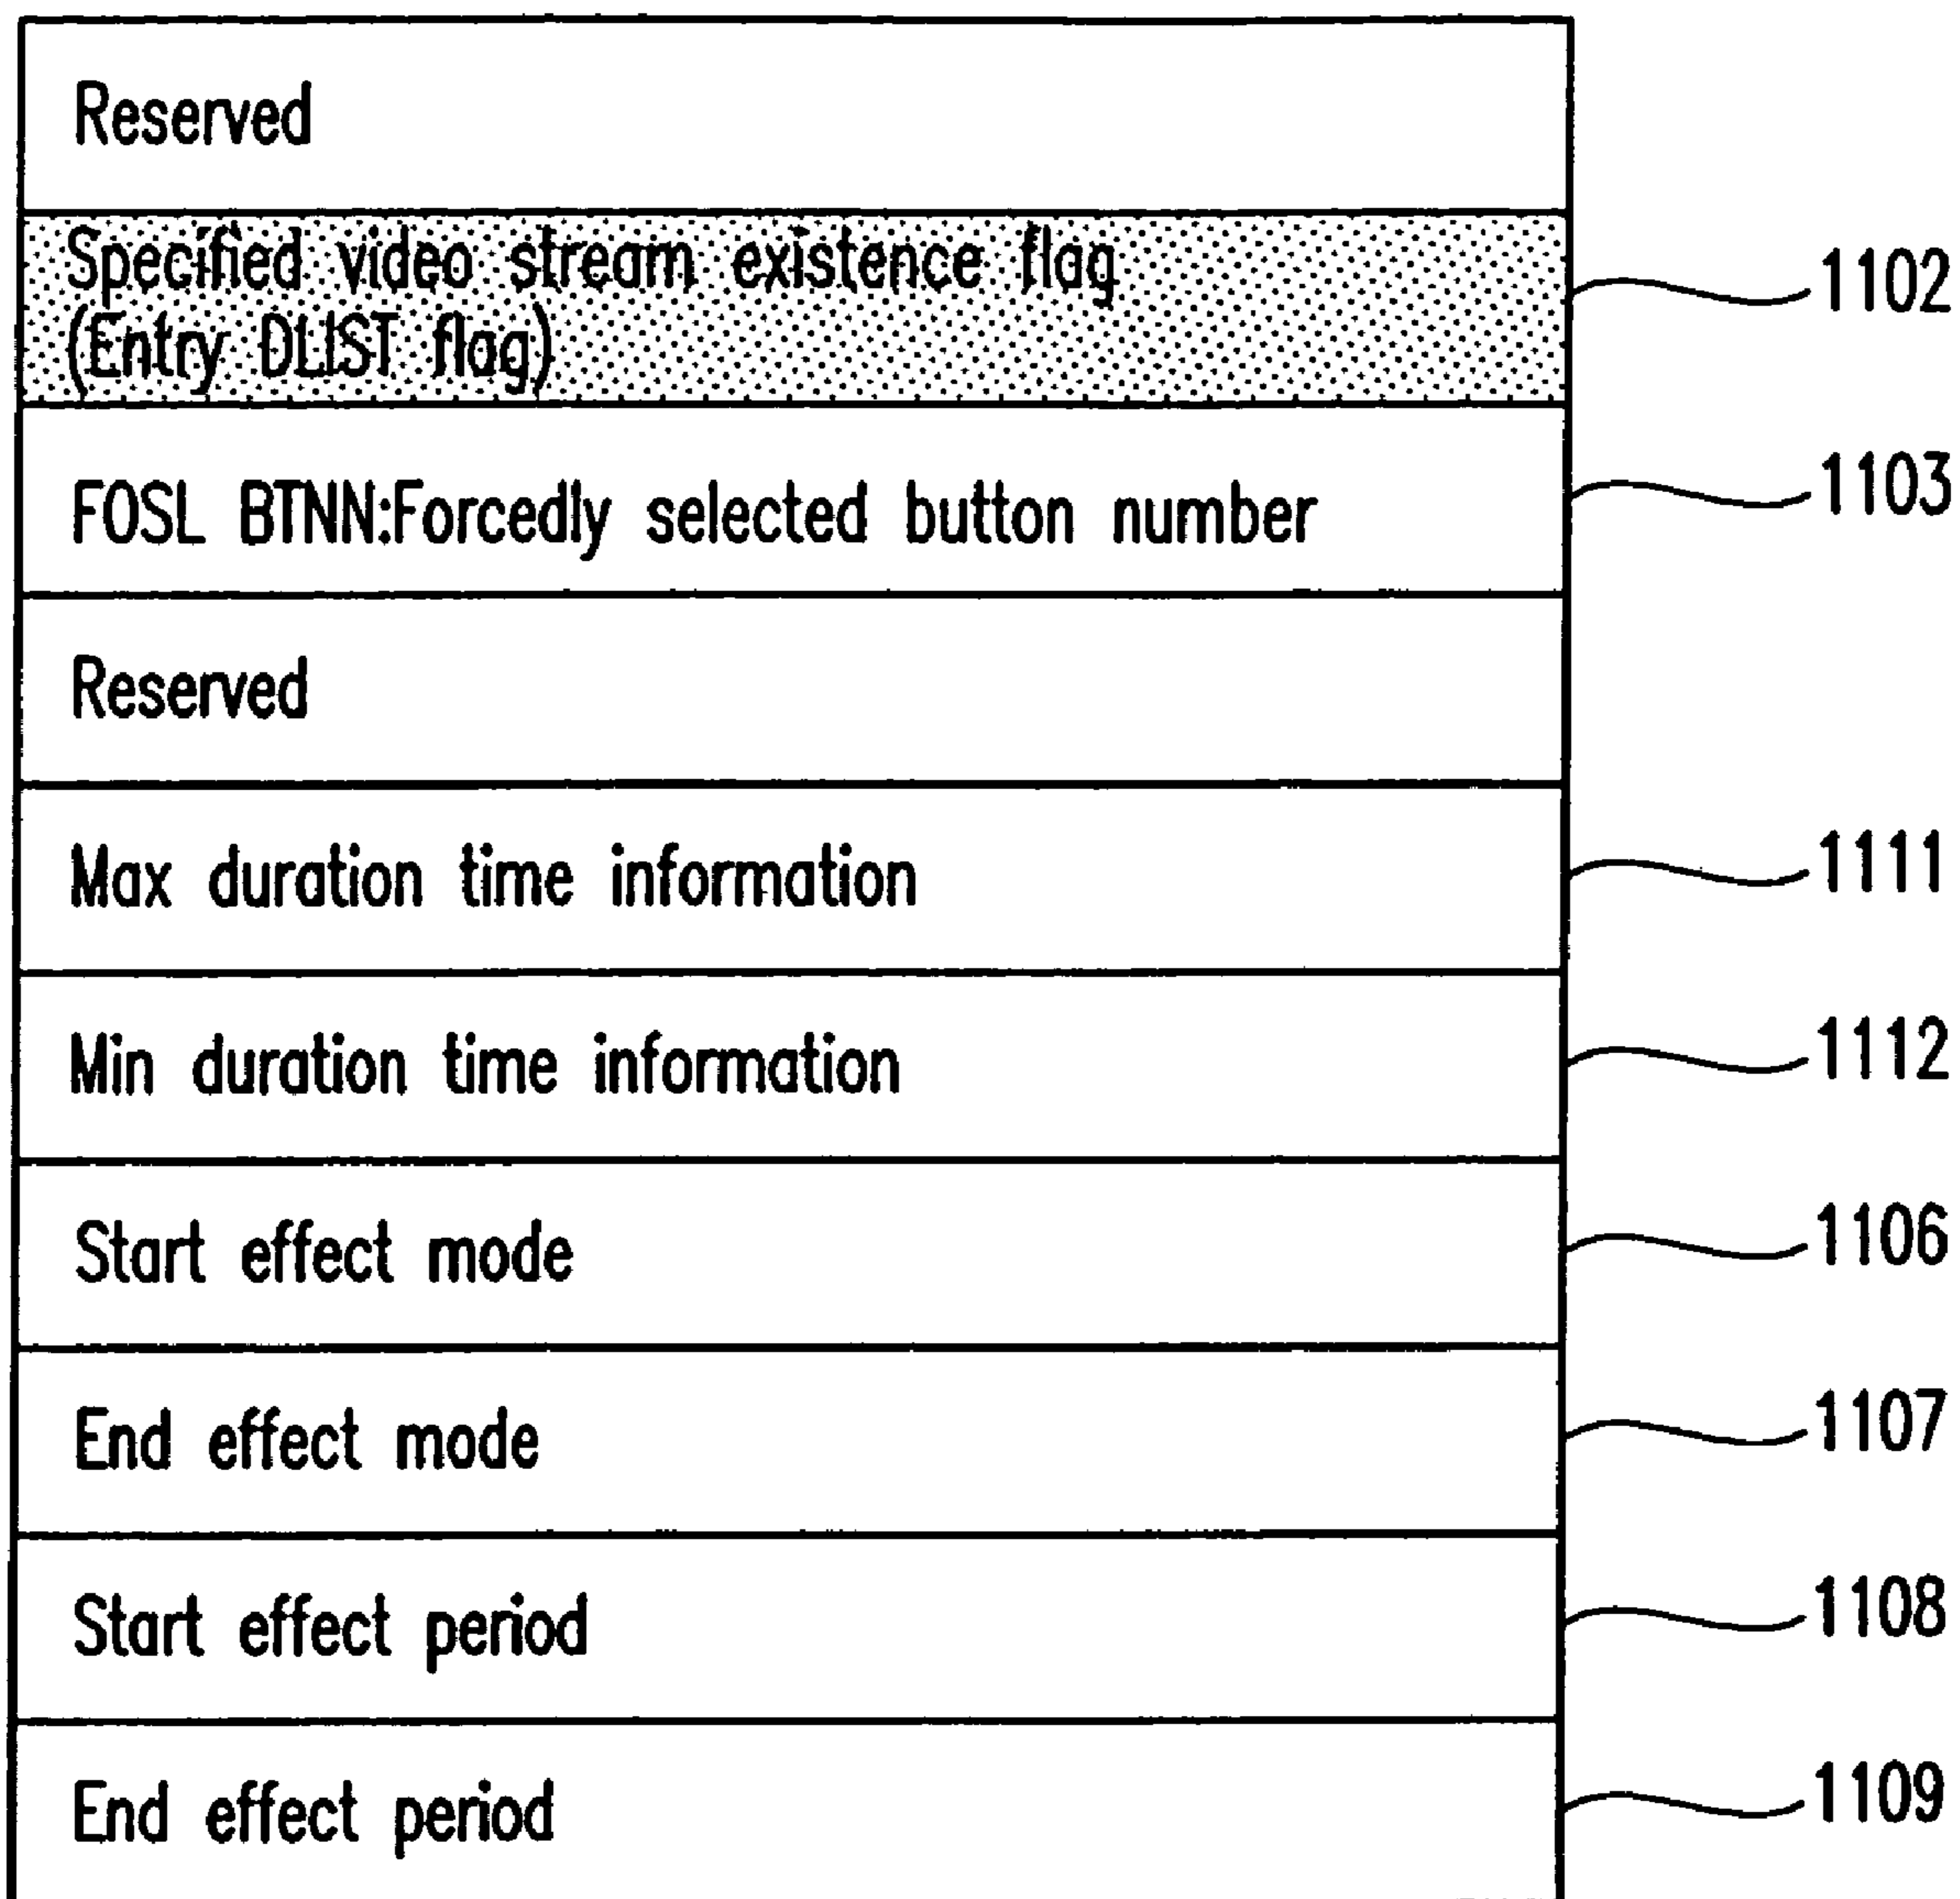 Reserved
Specified video stream existence flag
(Entry DLIST flag)
1102
FOSL BTNN:Forcedly selected button number
1103
Reserved
Max duration time information
1111
Min duration time information
1112
Start effect mode
1106
End effect mode
1107
Start effect period
1108
End effect period
1109